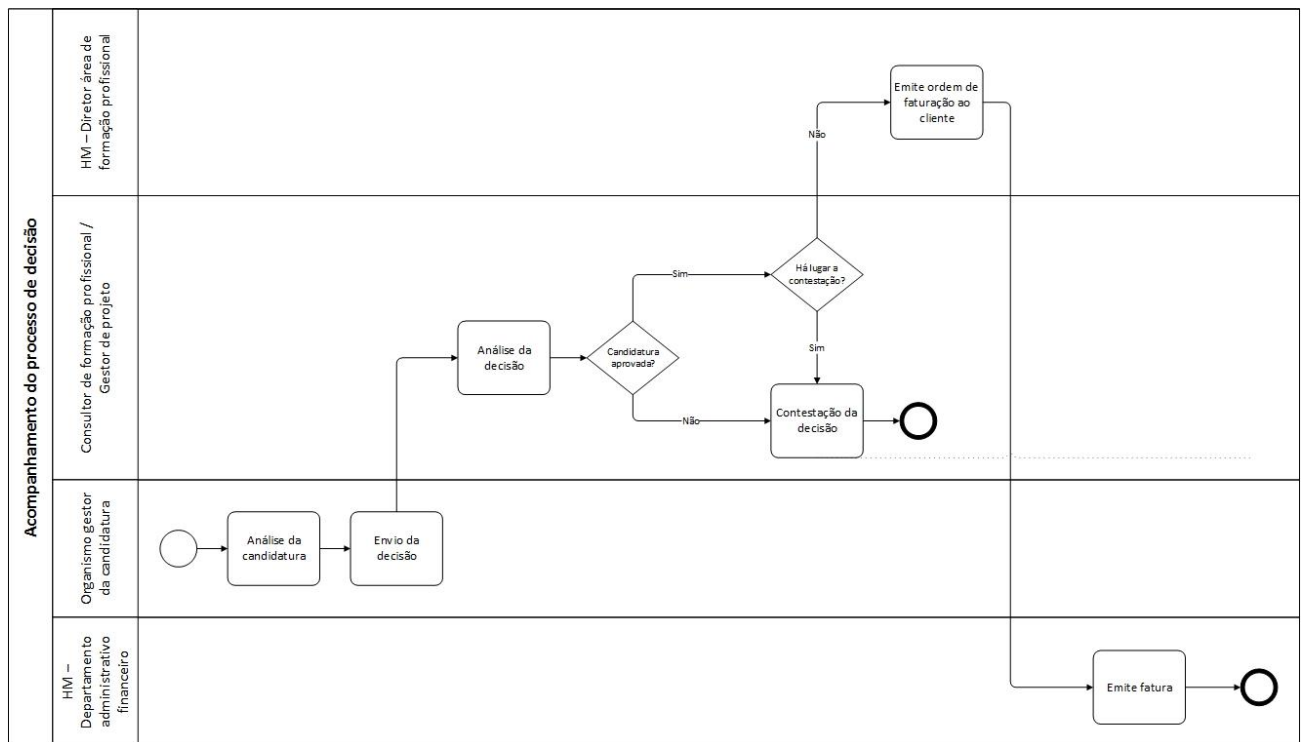 Acompanhamento do processo de decisão
HM – Diretor área de
formação profissional
Emite ordem de
faturação ao
cliente
Não
Consultor de formação profissional /
Gestor de projeto
Análise da
decisão
Candidatura
aprovada?
Sim
Há lugar a
contestação?
Sim
Não
Contestação da
decisão
Organismo gestor
da candidatura
Análise da
candidatura
Envio da
decisão
HM –
Departamento
administrativo
financeiro
Emite fatura